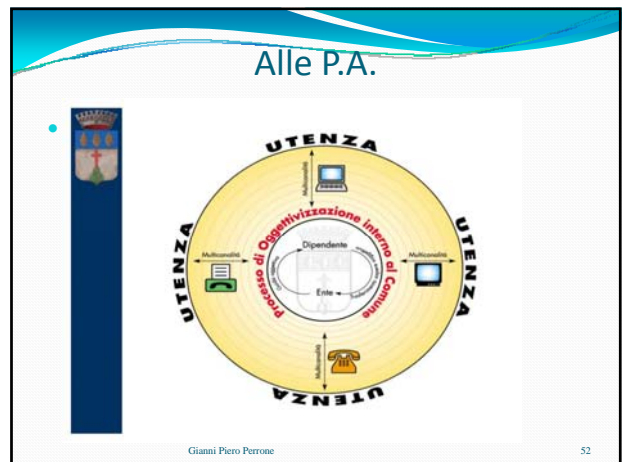 Alle P.A.
UTENZA
Multicanalità
UTENZA
Multicanalità
Processo di Oggettivizzazione interno al Comune
Dipendente
Ente
Multicanalità
UTENZA
Multicanalità
UTENZA
Gianni Piero Perrone
52